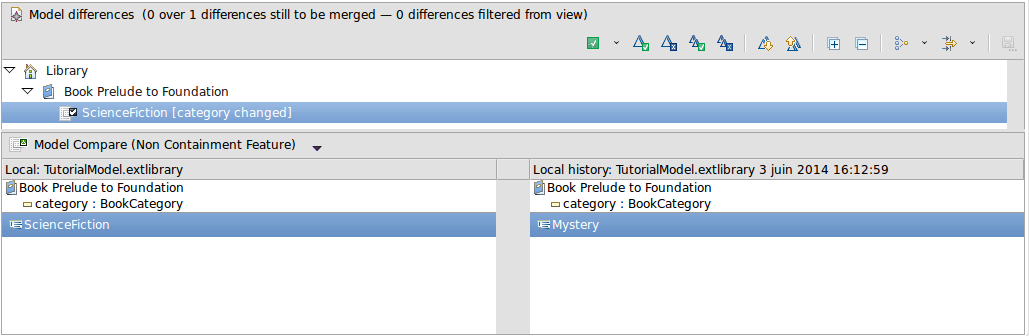 Model differences (0 over 1 differences still to be merged — 0 differences filtered from view)
Library
Book Prelude to Foundation
ScienceFiction [category changed]
Model Compare (Non Containment Feature)
Local: TutorialModel.extlibrary
Local history: TutorialModel.extlibrary 3 juin 2014 16:12:59
Book Prelude to Foundation
Book Prelude to Foundation
category : BookCategory
category : BookCategory
ScienceFiction
Mystery